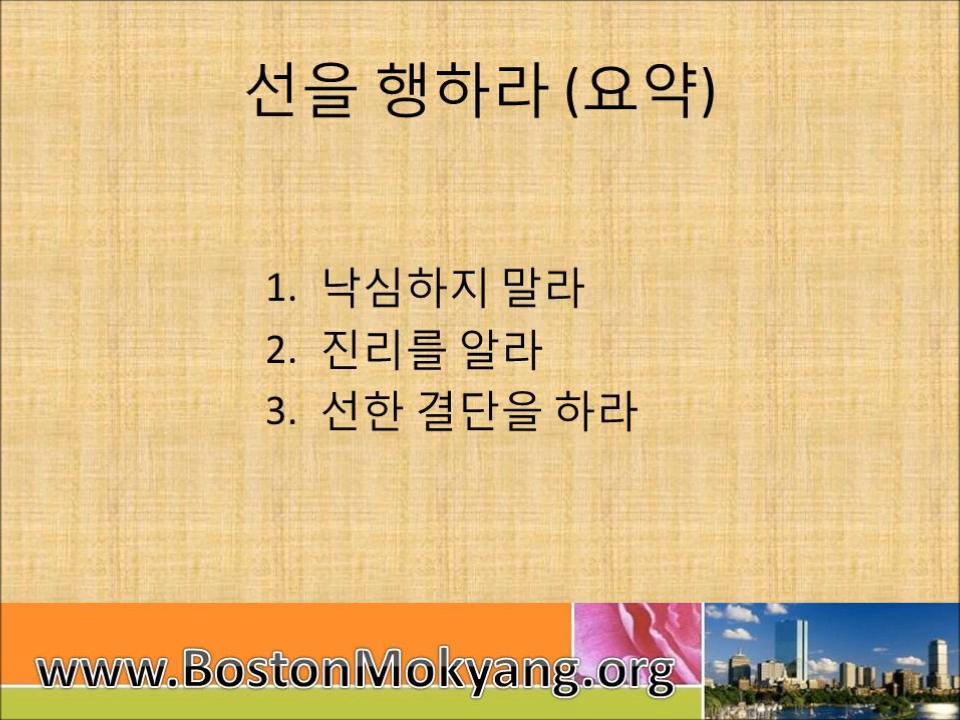 선을 행하라 (요약)
1. 낙심하지 말라
2. 진리를 알라
3. 선한 결단을 하라
www.BostonMokyang.org